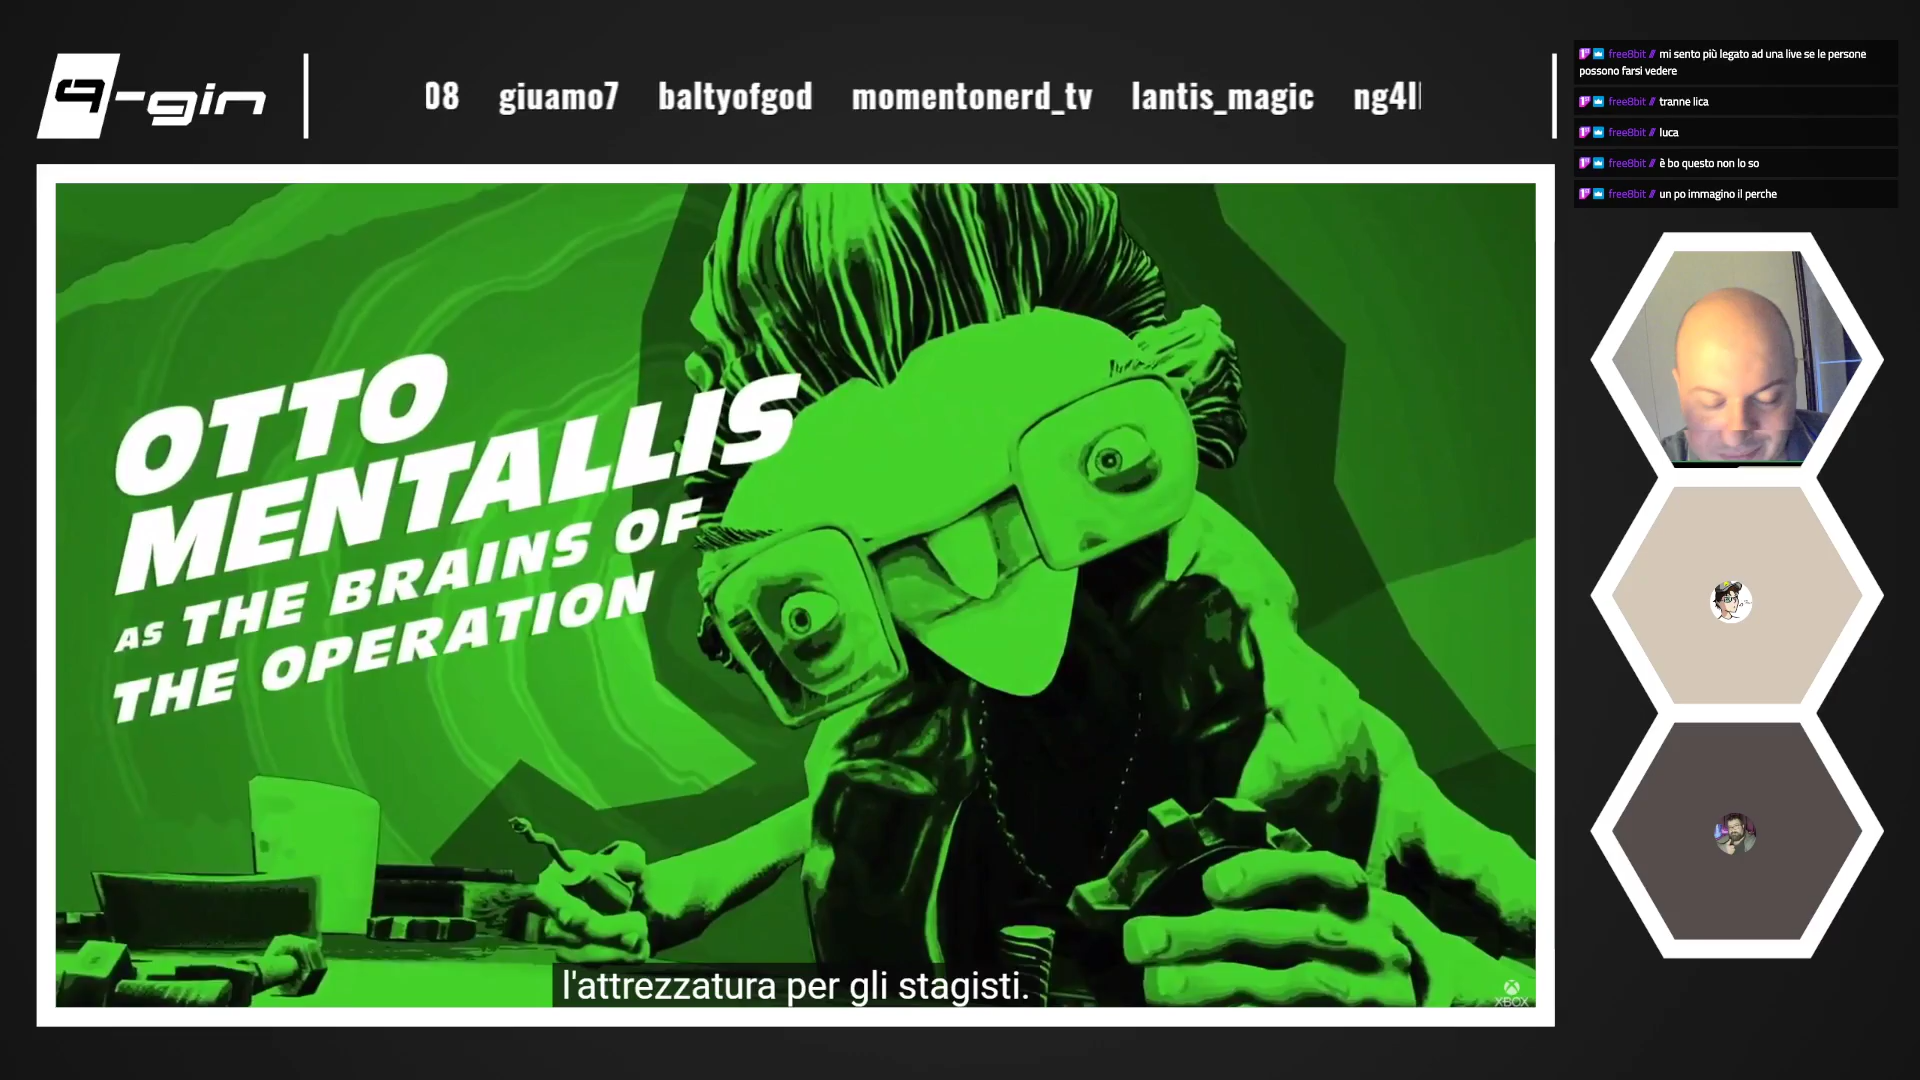 q-gin
08 giuamo7 baltyofgod momentonerd_tv lantis_magic ng4ll
free8bit // mi sento più legato ad una live se le persone
possono farsi vedere
free8bit // tranne lica
free8bit // luca
free8bit // è bo questo non lo so
free8bit // un po immagino il perche
OTTO
MENTALLIS
AS THE BRAINS OF
THE OPERATION
l'attrezzatura per gli stagisti.
XBOX